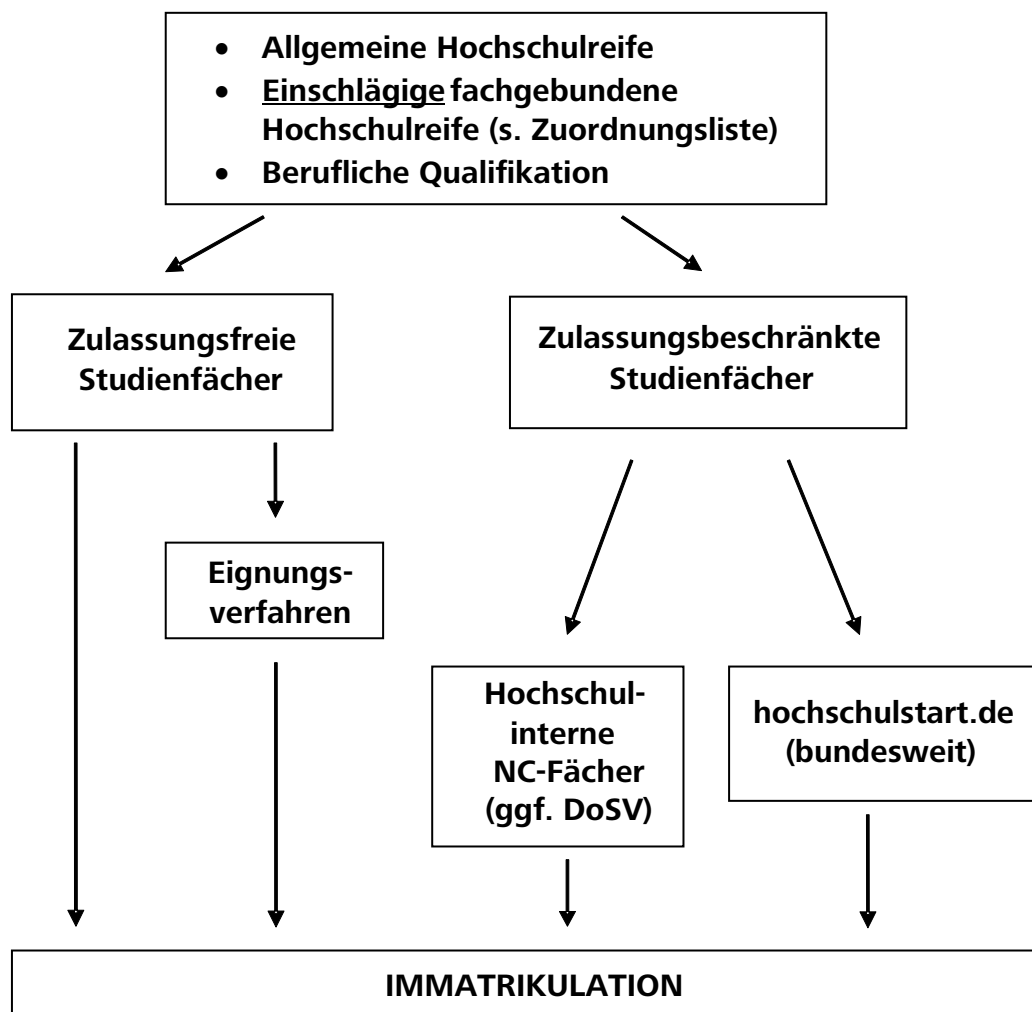 • Allgemeine Hochschulreife
• Einschlägige fachgebundene
Hochschulreife (s. Zuordnungsliste)
• Berufliche Qualifikation
Zulassungsfreie
Studienfächer
Zulassungsbeschränkte
Studienfächer
Eignungs-
verfahren
Hochschul-
interne
NC-Fächer
(ggf. DoSV)
hochschulstart.de
(bundesweit)
IMMATRIKULATION